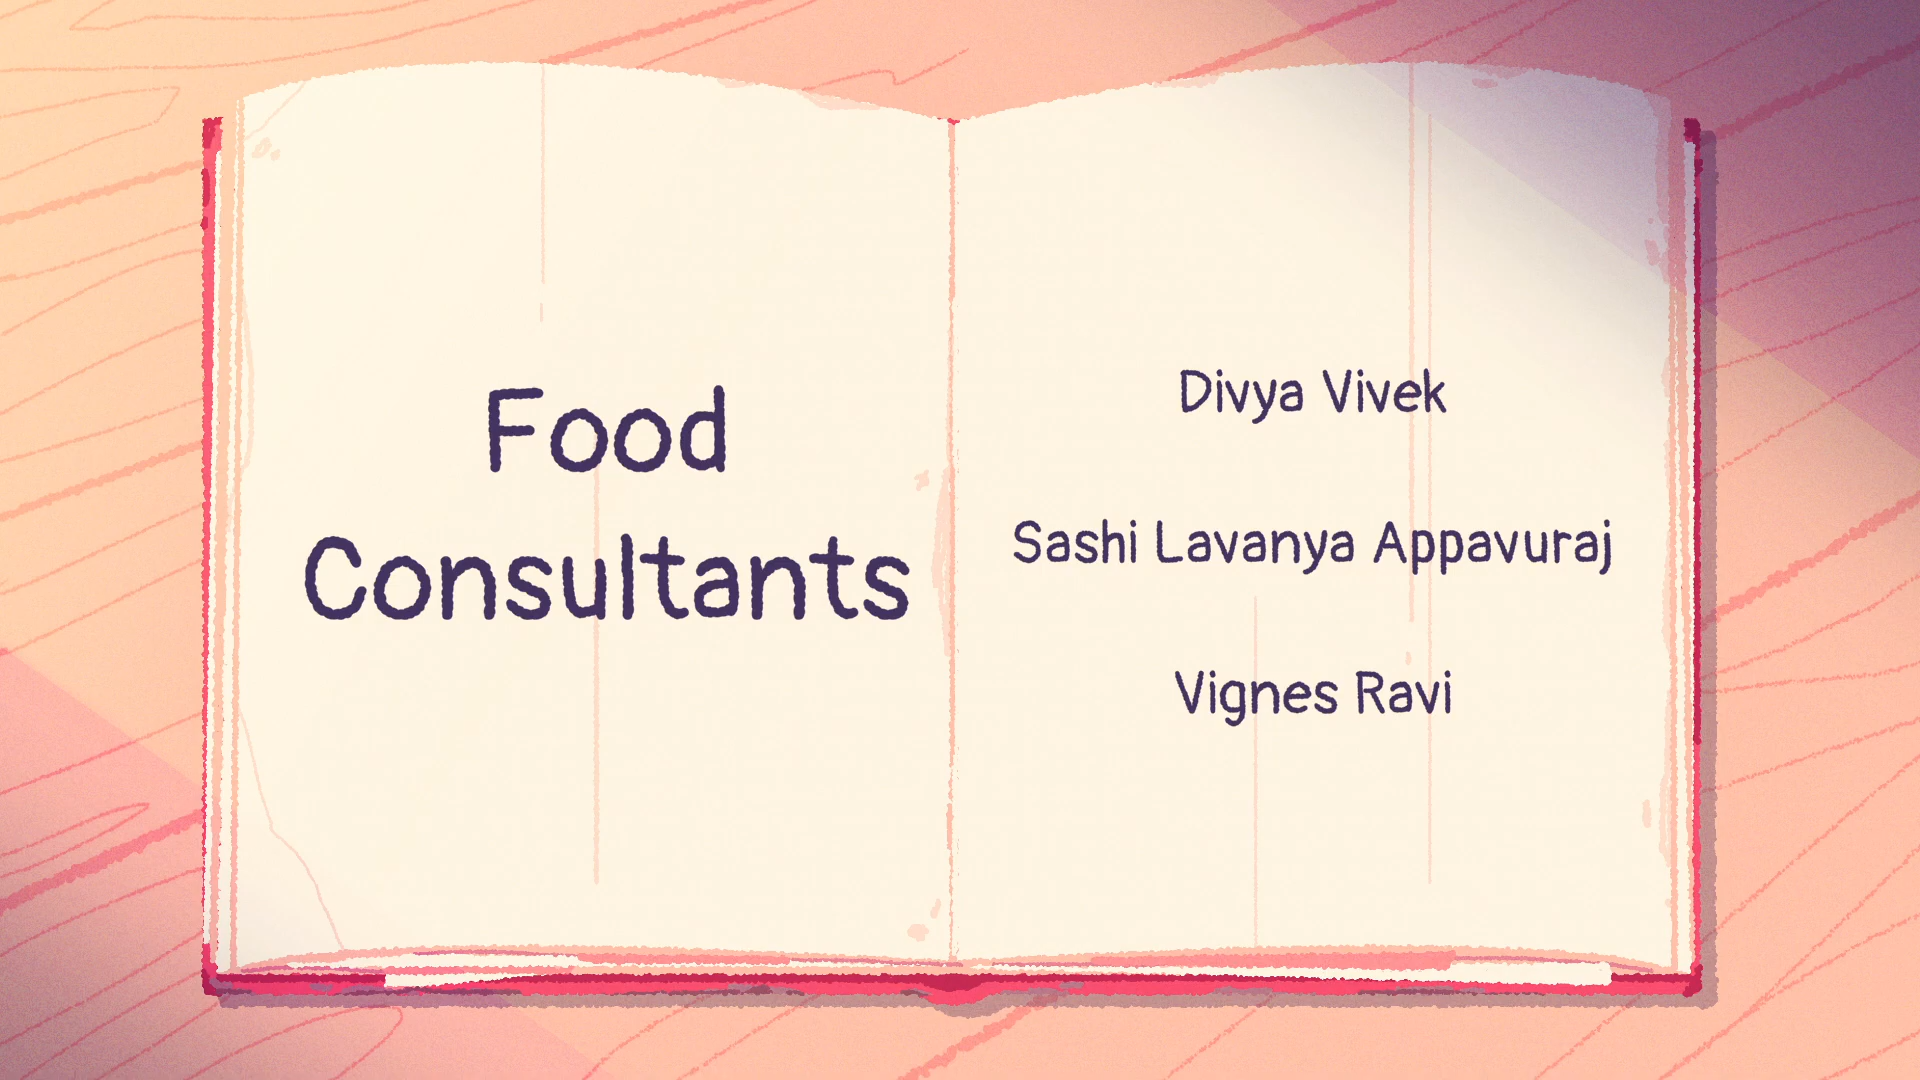 Food
Consultants
Divya Vivek
Sashi Lavanya Appavuraj
Vignes Ravi